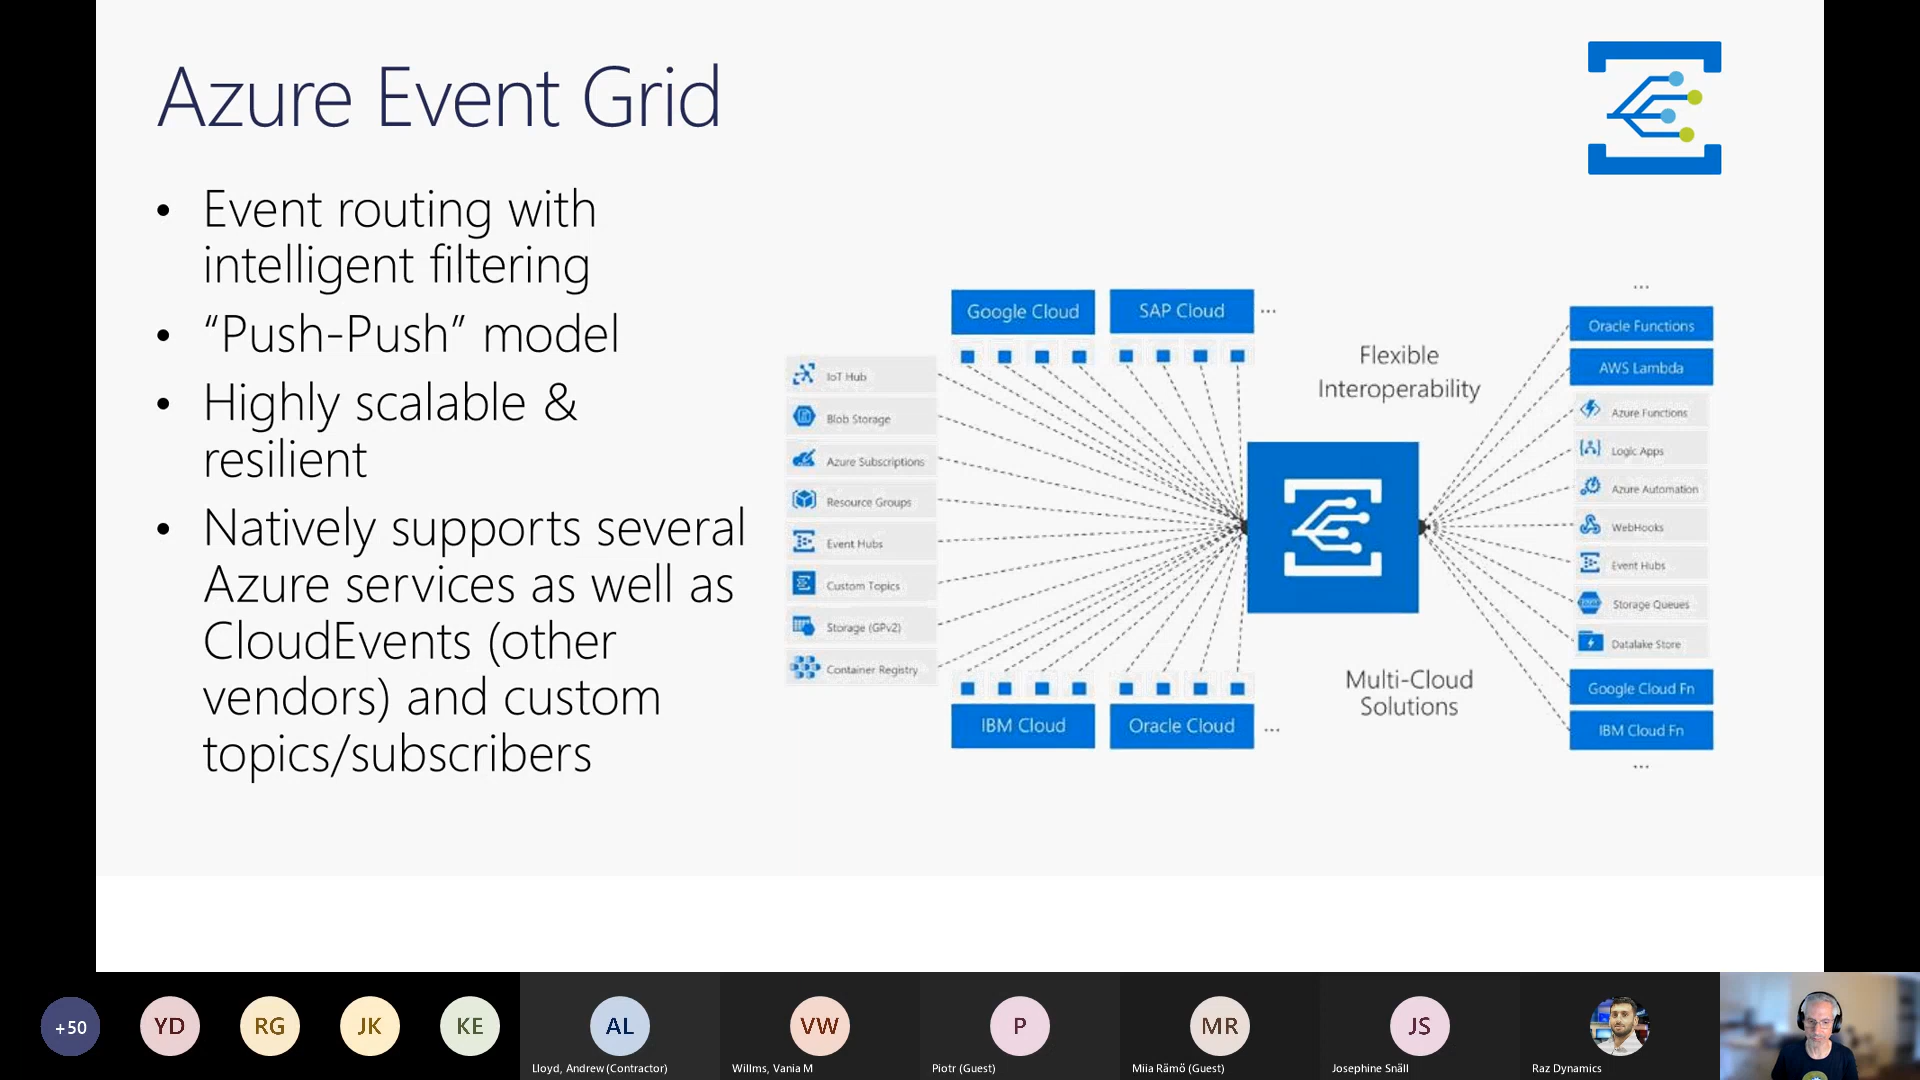 Azure Event Grid
• Event routing with
intelligent filtering
• “Push-Push” model
• Highly scalable &
resilient
• Natively supports several
Azure services as well as
CloudEvents (other
vendors) and custom
topics/subscribers
Google Cloud
SAP Cloud
...
IoT Hub
Blob Storage
Azure Subscriptions
Resource Groups
Event Hubs
Custom Topics
Storage (GPv2)
Container Registry
IBM Cloud
Oracle Cloud
...
Flexible
Interoperability
Multi-Cloud
Solutions
...
Oracle Functions
AWS Lambda
Azure Functions
Logic Apps
Azure Automation
WebHooks
Event Hubs
Storage Queues
Datalake Store
Google Cloud Fn
IBM Cloud Fn
...
+50
YD
RG
JK
KE
AL
Lloyd, Andrew (Contractor)
VW
Willms, Vania M
P
Piotr (Guest)
MR
Miia Rämö (Guest)
JS
Josephine Snäll
Raz Dynamics